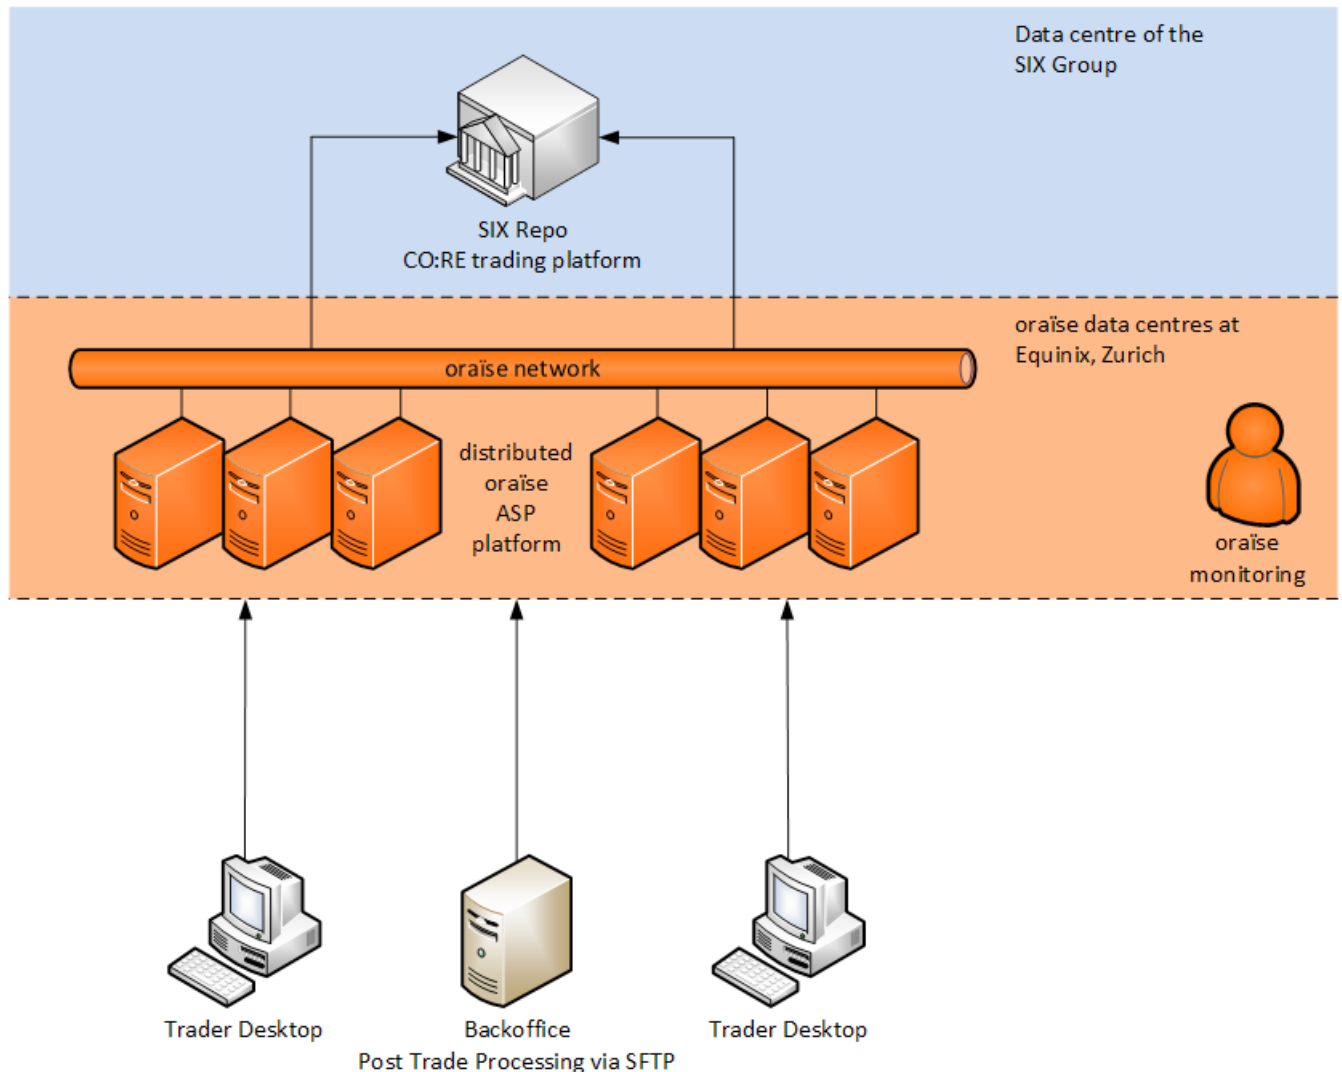 Data centre of the
SIX Group
SIX Repo
CO:RE trading platform
oraïse data centres at
Equinix, Zurich
oraïse network
distributed
oraïse
ASP
platform
oraïse
monitoring
Trader Desktop
Backoffice
Post Trade Processing via SFTP
Trader Desktop